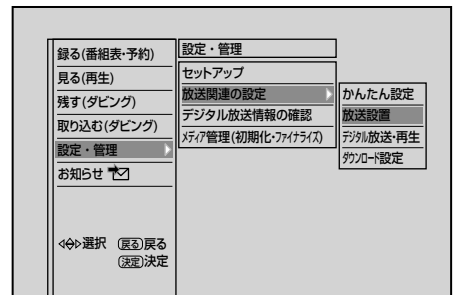 録る(番組表・予約)
見る(再生)
残す(ダビング)
取り込む(ダビング)
設定・管理
お知らせ
選択 戻る戻る
決定決定
設定・管理
セットアップ
放送関連の設定
デジタル放送情報の確認
メディア管理(初期化・ファイナライズ)
かんたん設定
放送設置
デジタル放送・再生
ダウンロード設定